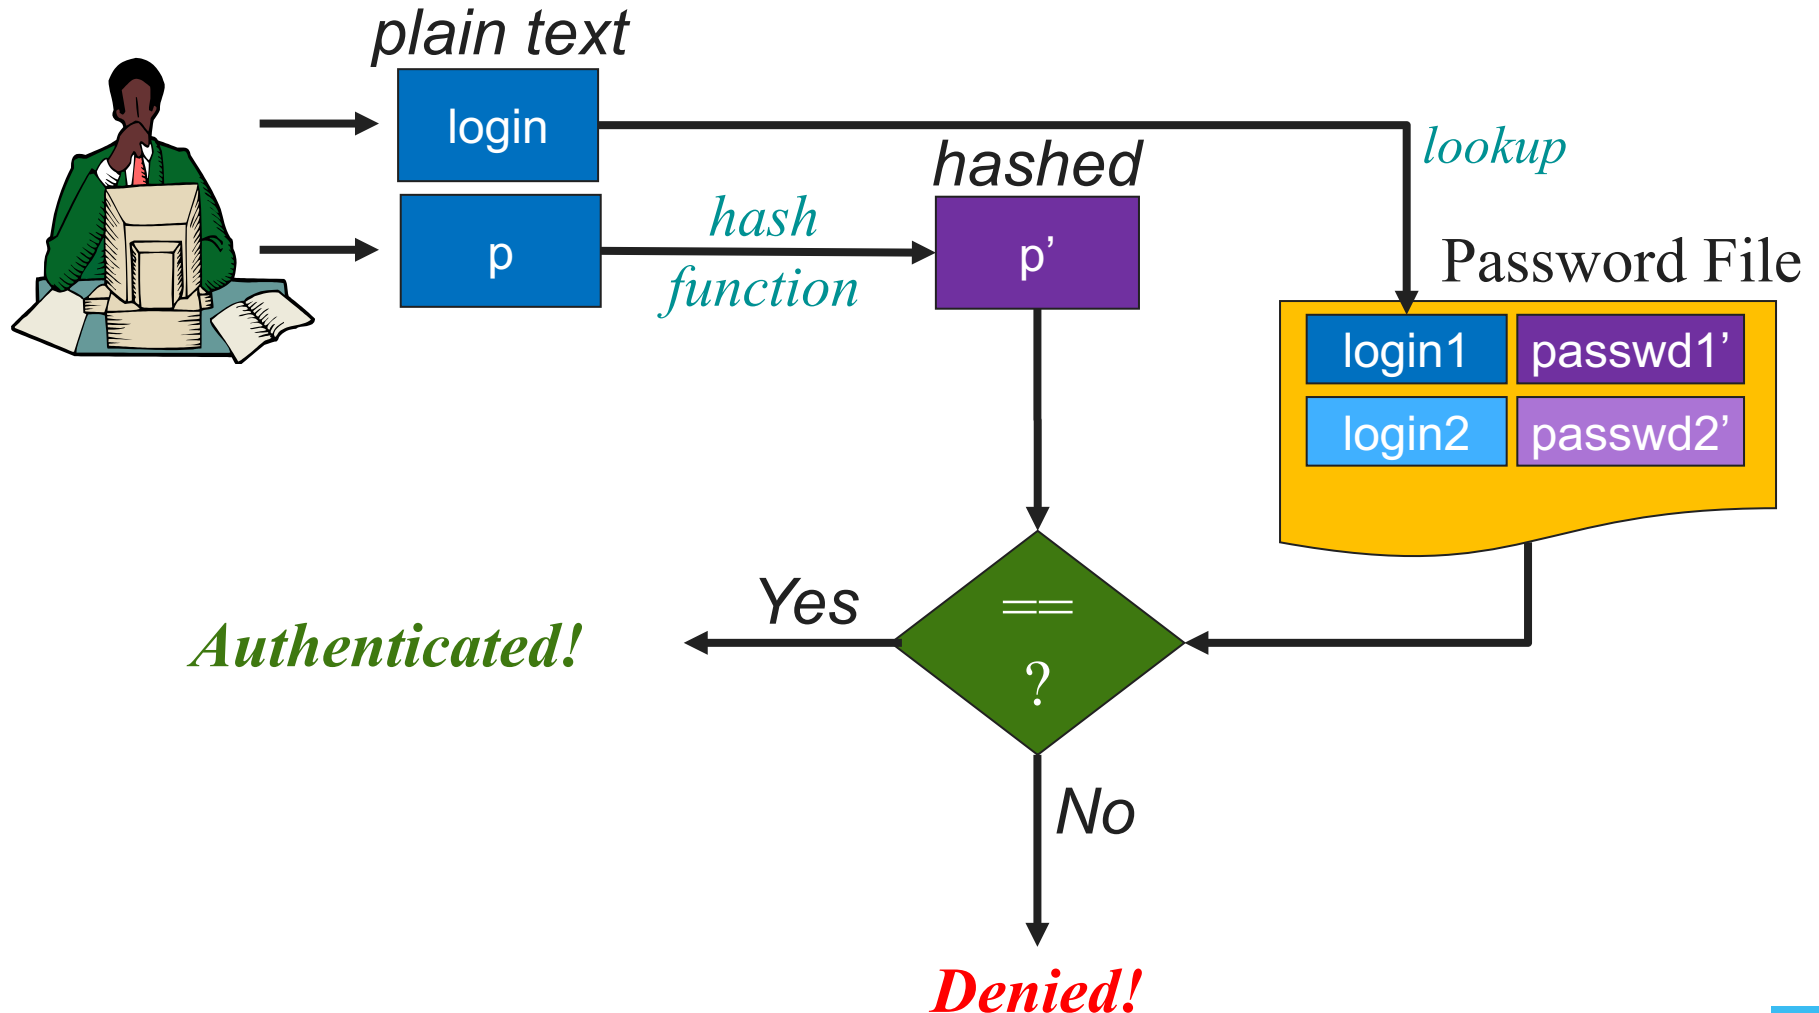 plain text
login
lookup
hashed
hash
function
p
p’
Password File
login1 passwd1’
login2 passwd2’
==
?
Yes
Authenticated!
No
Denied!